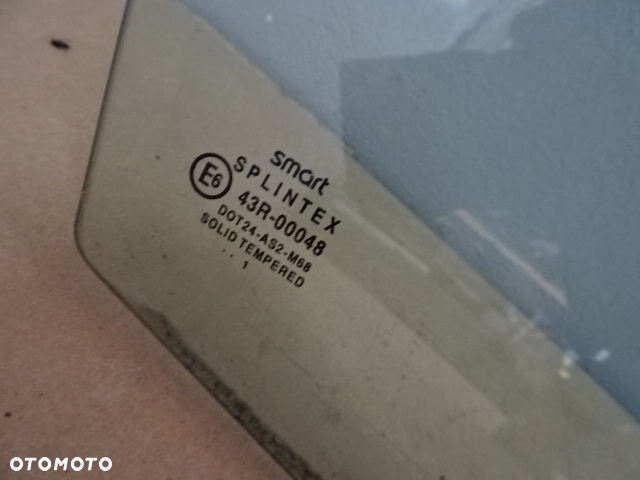 smart
SPLINTEX
E6
43R-00048
DOT24-AS2-M68
SOLID TEMPERED
. . 1
OTOMOTO